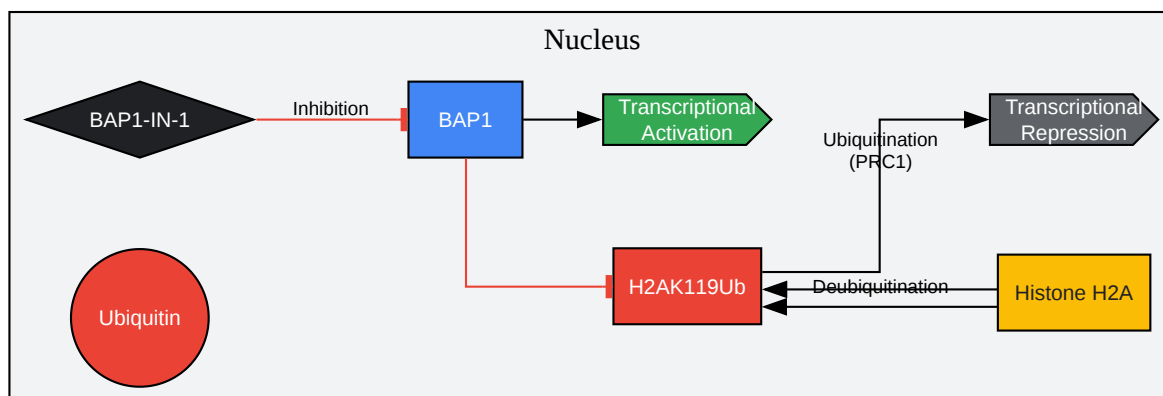 Nucleus
BAP1-IN-1
Inhibition
BAP1
Transcriptional
Activation
Ubiquitination
(PRC1)
Transcriptional
Repression
Ubiquitin
H2AK119Ub
Deubiquitination
Histone H2A